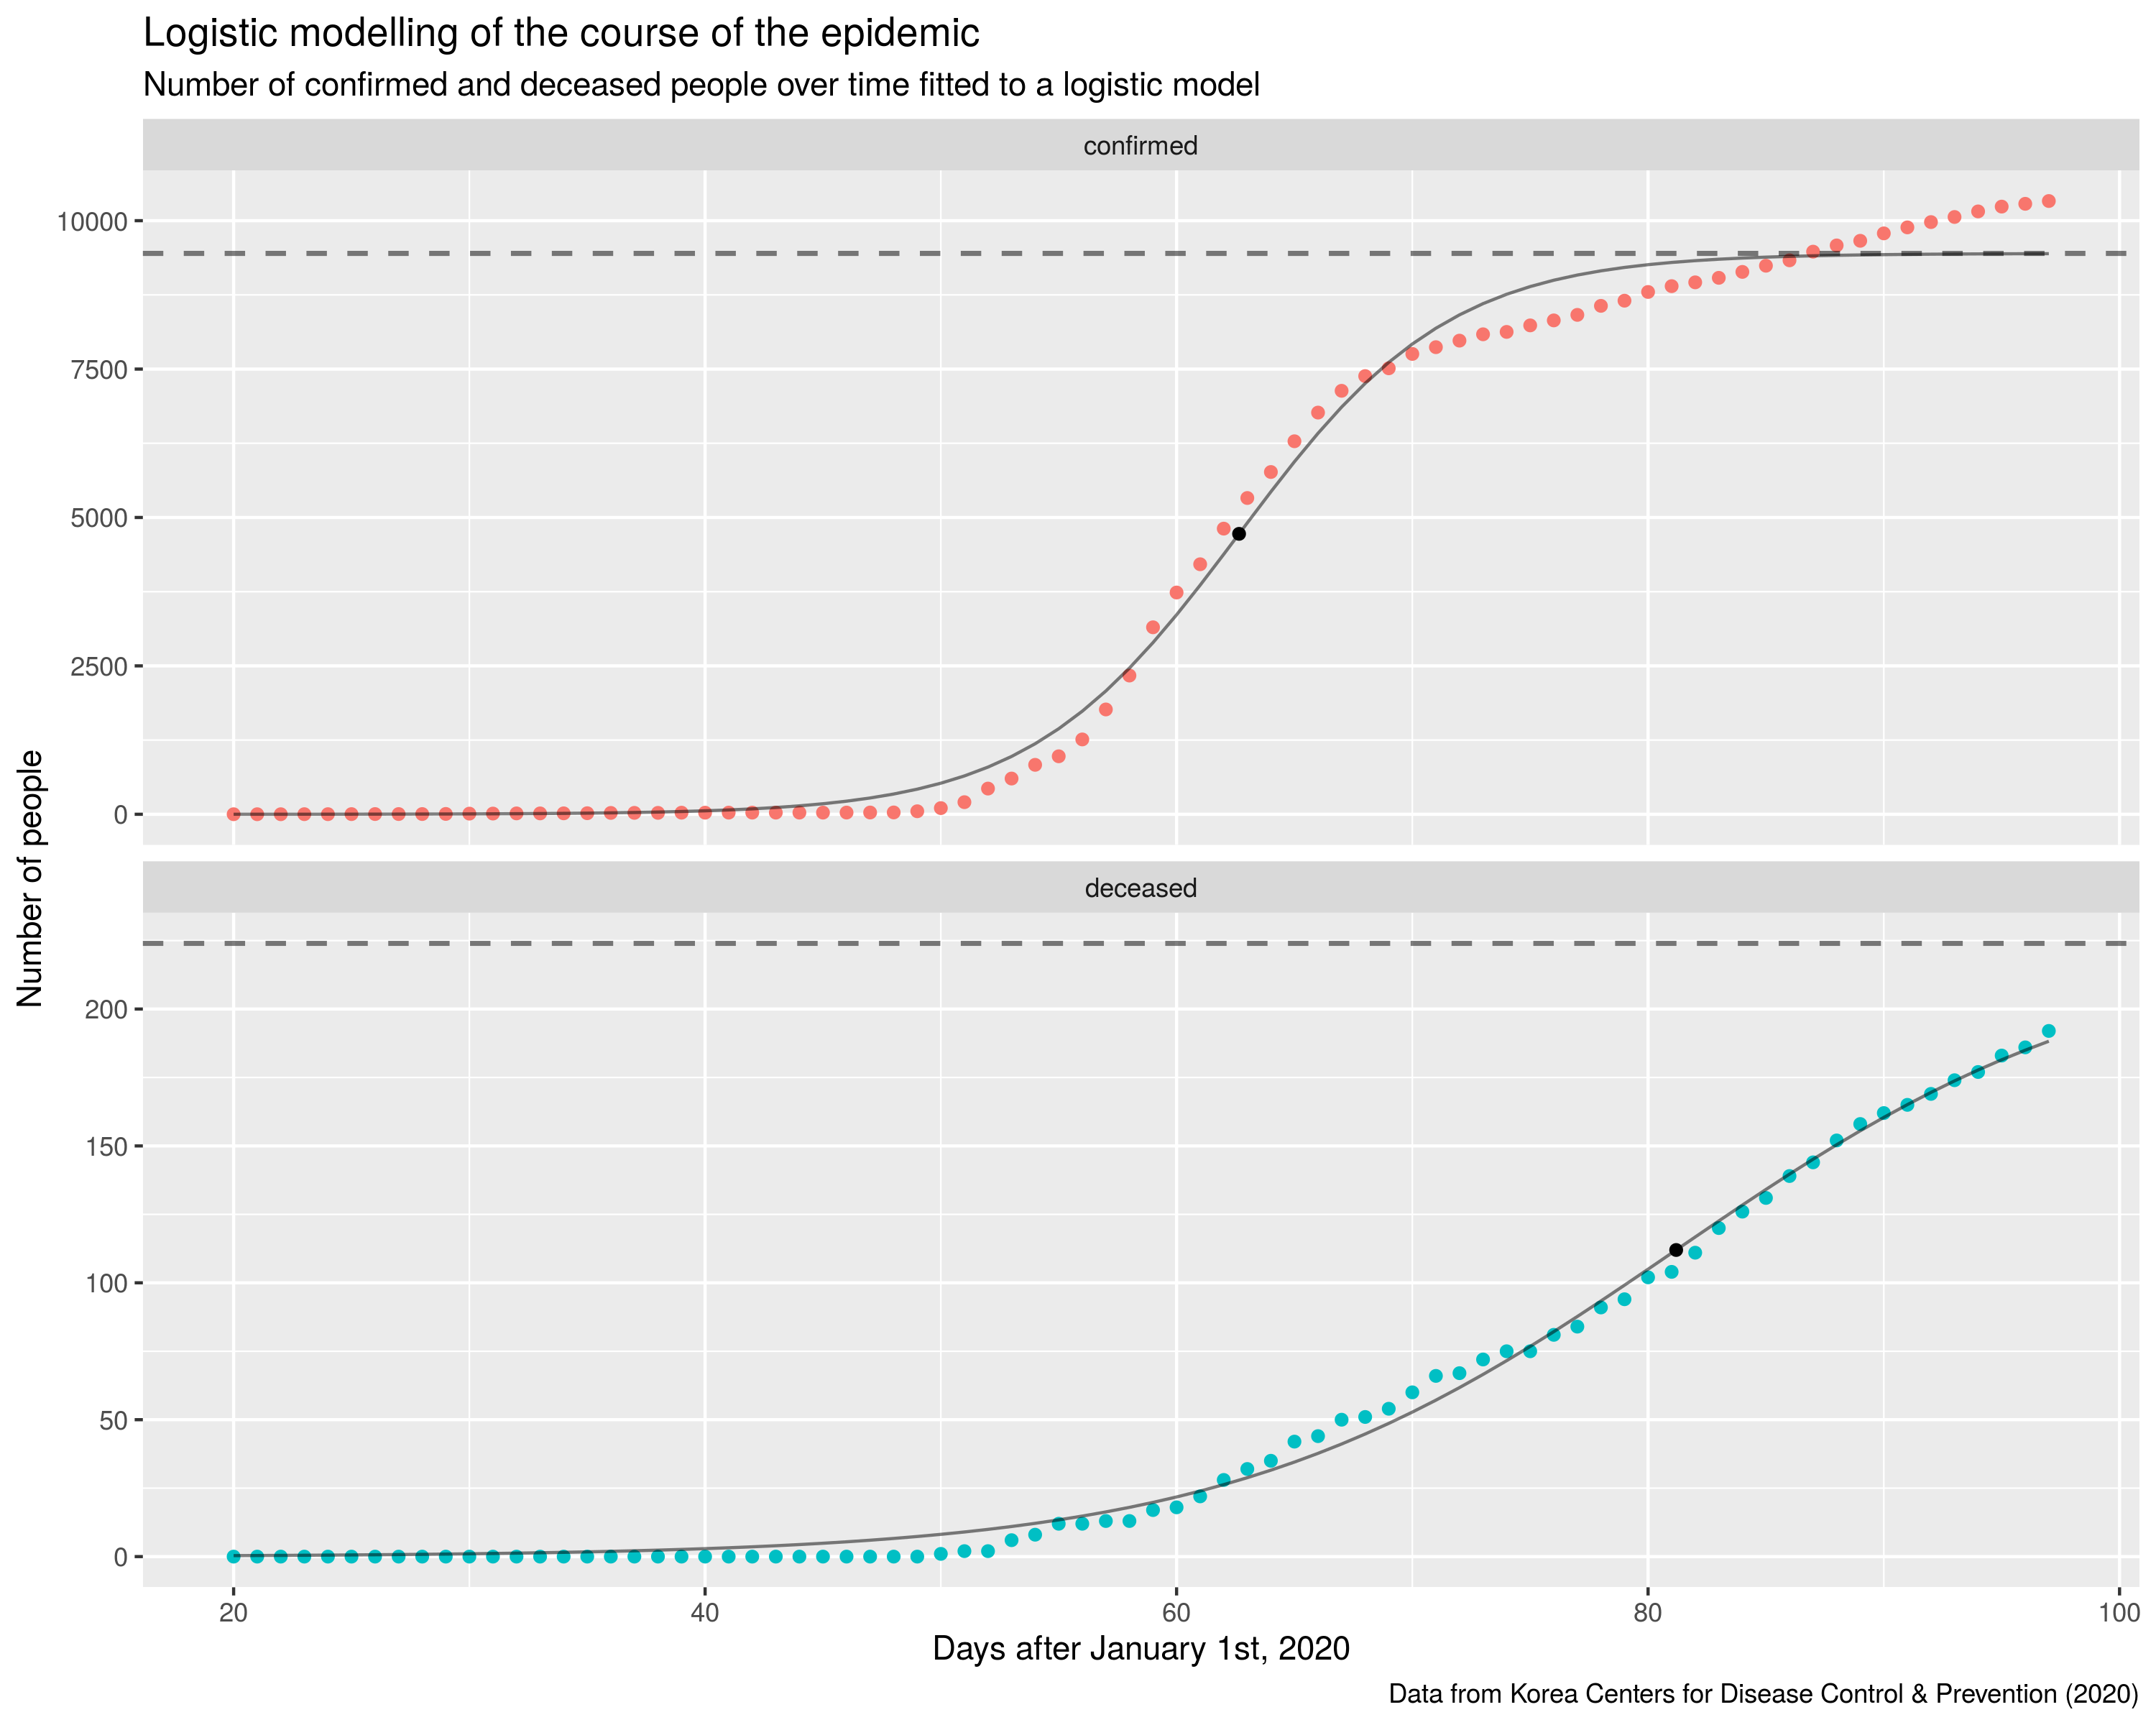 Logistic modelling of the course of the epidemic
Number of confirmed and deceased people over time fitted to a logistic model
confirmed
10000
7500
5000
2500
0
Number of people
deceased
200
150
100
50
0
20 40 60 80 100
Days after January 1st, 2020
Data from Korea Centers for Disease Control & Prevention (2020)